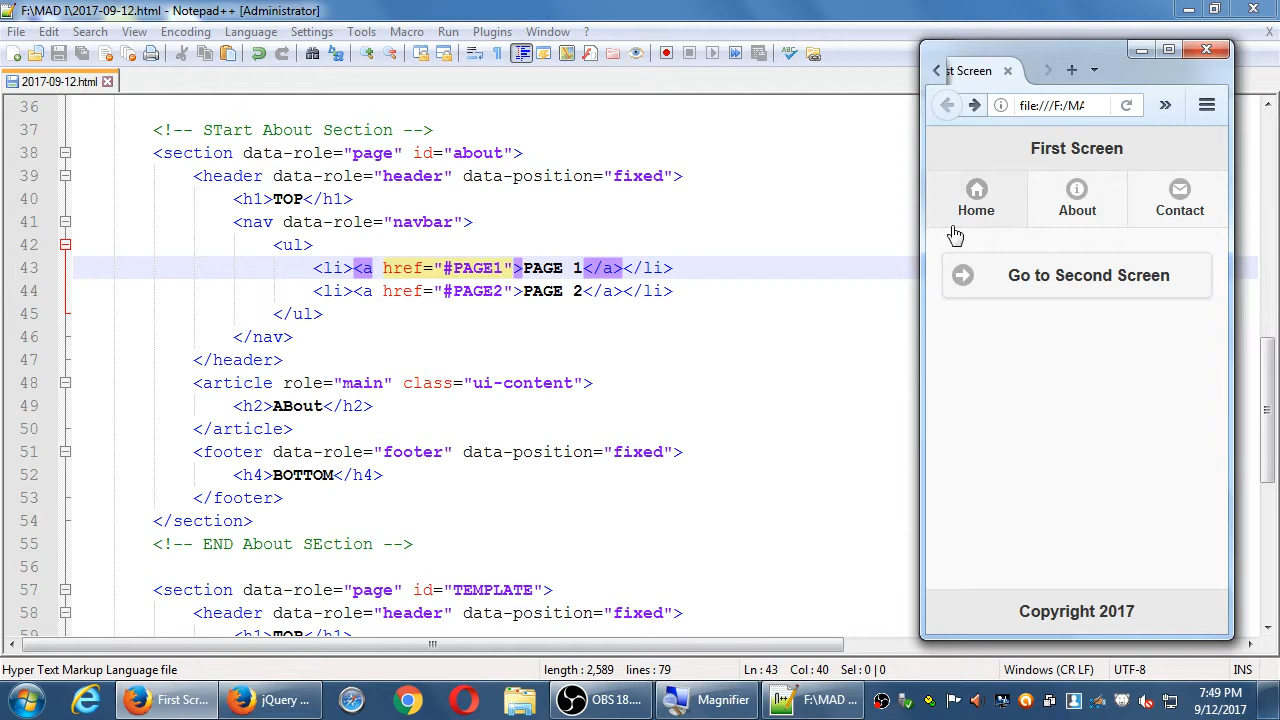 F:\MAD I\2017-09-12.html - Notepad++ [Administrator]
File Edit Search View Encoding Language Settings Tools Macro Run Plugins Window ? X
2017-09-12.html
36
37 <!-- STart About Section -->
38 <section data-role="page" id="about">
39 <header data-role="header" data-position="fixed">
40 <h1>TOP</h1>
41 <nav data-role="navbar">
42 <ul>
43 <li><a href="#PAGE1">PAGE 1</a></li>
44 <li><a href="#PAGE2">PAGE 2</a></li>
45 </ul>
46 </nav>
47 </header>
48 <article role="main" class="ui-content">
49 <h2>ABout</h2>
50 </article>
51 <footer data-role="footer" data-position="fixed">
52 <h4>BOTTOM</h4>
53 </footer>
54 </section>
55 <!-- END About SEction -->
56
57 <section data-role="page" id="TEMPLATE">
58 <header data-role="header" data-position="fixed">
59 <h1>TOP</h1>
st Screen
file:///F:/MA
First Screen
Home About Contact
Go to Second Screen
Copyright 2017
Hyper Text Markup Language file length : 2,589 lines : 79 Ln : 43 Col : 40 Sel : 0 | 0 Windows (CR LF) UTF-8 INS
First Scr... jQuery ... OBS 18.... Magnifier F:\MAD ... 7:49 PM
9/12/2017